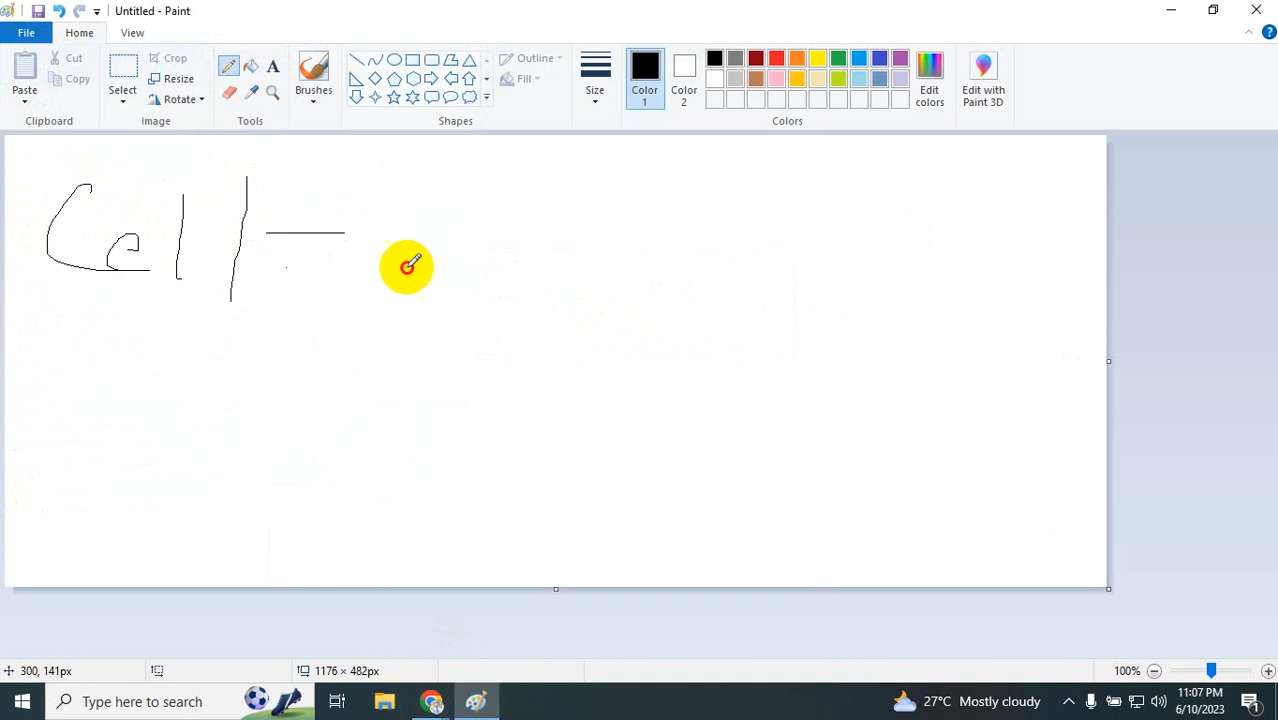 Untitled - Paint
File Home View
Paste Cut Copy Clipboard
Select Crop Resize Rotate Image
A Tools
Brushes
Shapes Outline Fill
Size
Color 1 Color 2 Edit colors Colors
Edit with Paint 3D
Cell —
300, 141px 1176 × 482px 100%
Type here to search 27°C Mostly cloudy 11:07 PM 6/10/2023 1